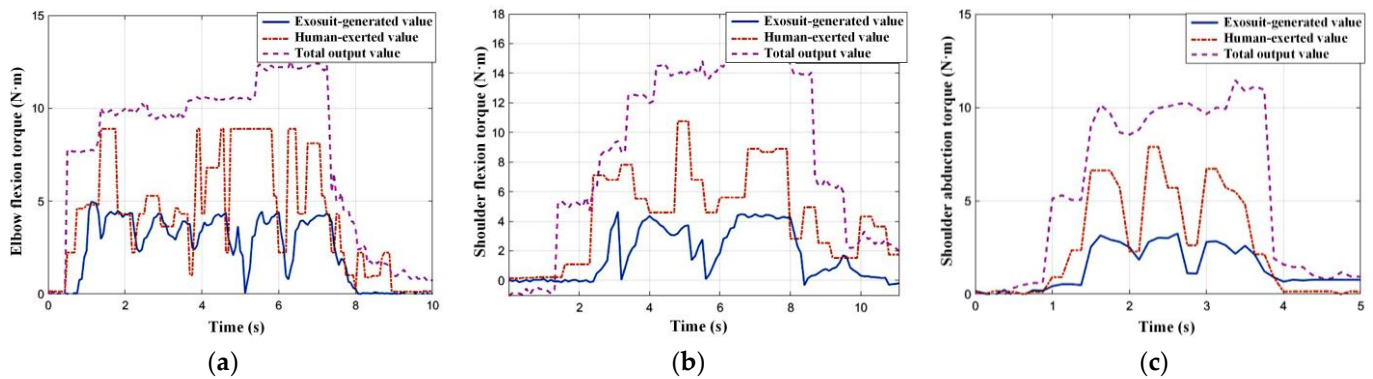 15
10
5
0
Elbow flexion torque (N·m)
Exosuit-generated value
Human-exerted value
Total output value
0 2 4 6 8 10
Time (s)
(a)
18
14
12
10
8
6
4
2
0
Shoulder flexion torque (N·m)
Exosuit-generated value
Human-exerted value
Total output value
2 4 6 8 10
Time (s)
(b)
15
10
5
0
Shoulder abduction torque (N·m)
Exosuit-generated value
Human-exerted value
Total output value
0 1 2 3 4 5
Time (s)
(c)